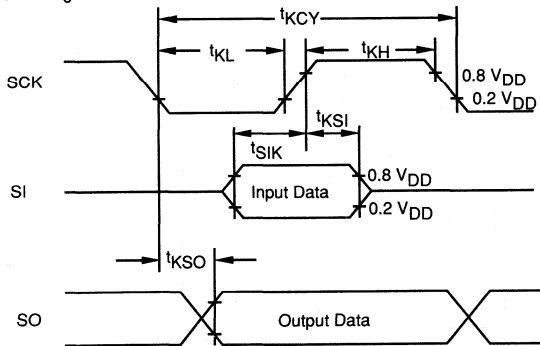 tKCY
tKL
tKH
SCK
0.8 VDD
0.2 VDD
tKSI
tSIK
SI
Input Data
0.8 VDD
0.2 VDD
tKSO
SO
Output Data